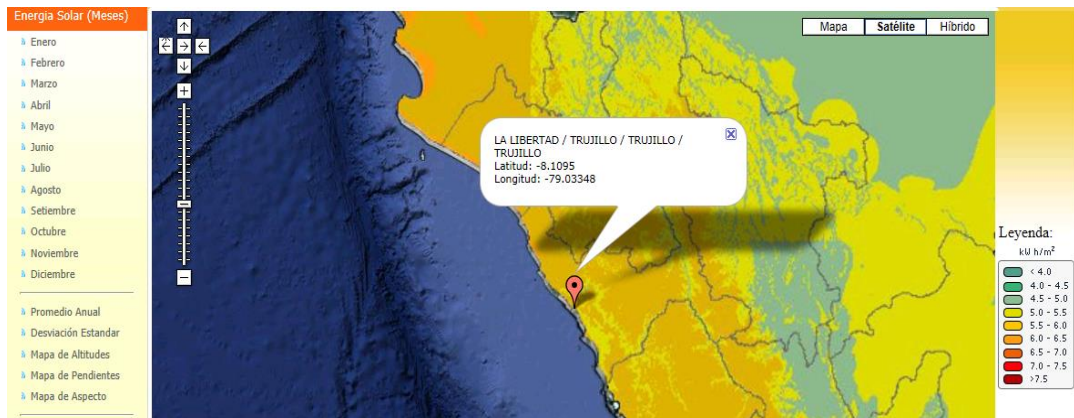 Energia Solar (Meses)
Enero
Febrero
Marzo
Abril
Mayo
Junio
Julio
Agosto
Setiembre
Octubre
Noviembre
Diciembre
Promedio Anual
Desviación Estandar
Mapa de Altitudes
Mapa de Pendientes
Mapa de Aspecto
Mapa
Satélite
Híbrido
LA LIBERTAD / TRUJILLO / TRUJILLO /
TRUJILLO
Latitud: -8.1095
Longitud: -79.03348
Leyenda:
kW h/m²
< 4.0
4.0 - 4.5
4.5 - 5.0
5.0 - 5.5
5.5 - 6.0
6.0 - 6.5
6.5 - 7.0
7.0 - 7.5
>7.5